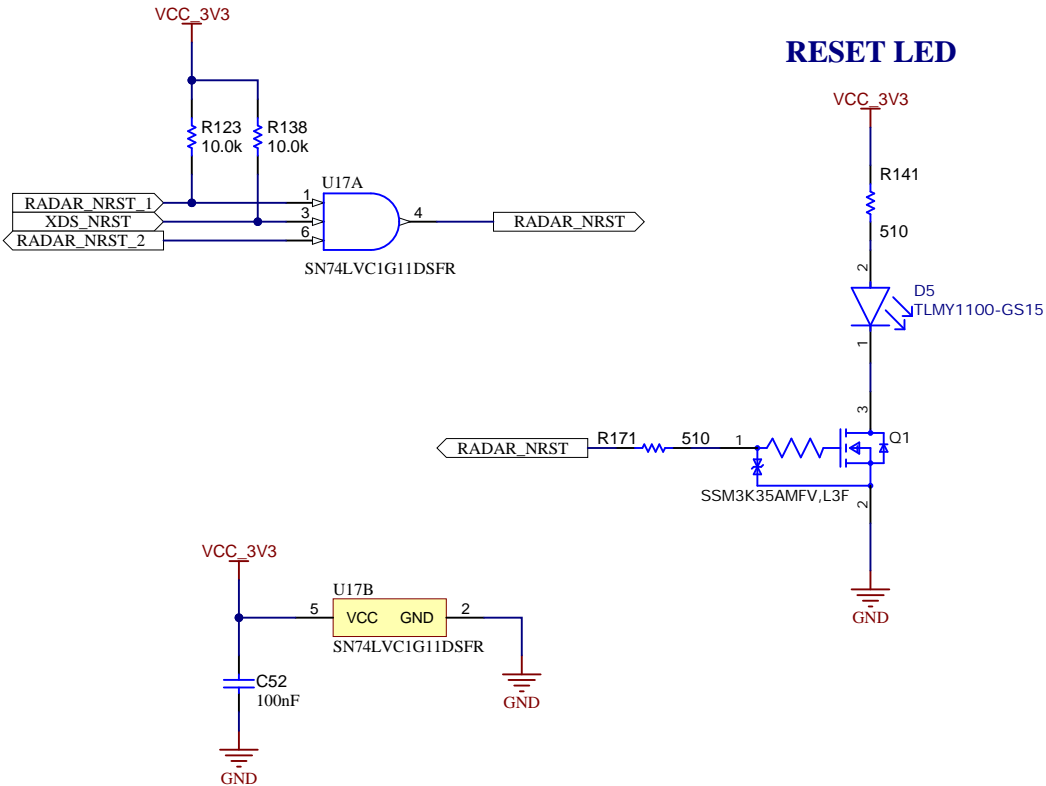 VCC_3V3
R123
10.0k
R138
10.0k
RADAR_NRST_1
XDS_NRST
RADAR_NRST_2
1
3
6
U17A
4
SN74LVC1G11DSFR
RADAR_NRST
RESET LED
VCC_3V3
R141
510
2
D5
TLMY1100-GS15
1
3
Q1
RADAR_NRST
R171
510
1
SSM3K35AMFV,L3F
2
GND
VCC_3V3
U17B
5
VCC
GND
2
SN74LVC1G11DSFR
C52
100nF
GND
GND